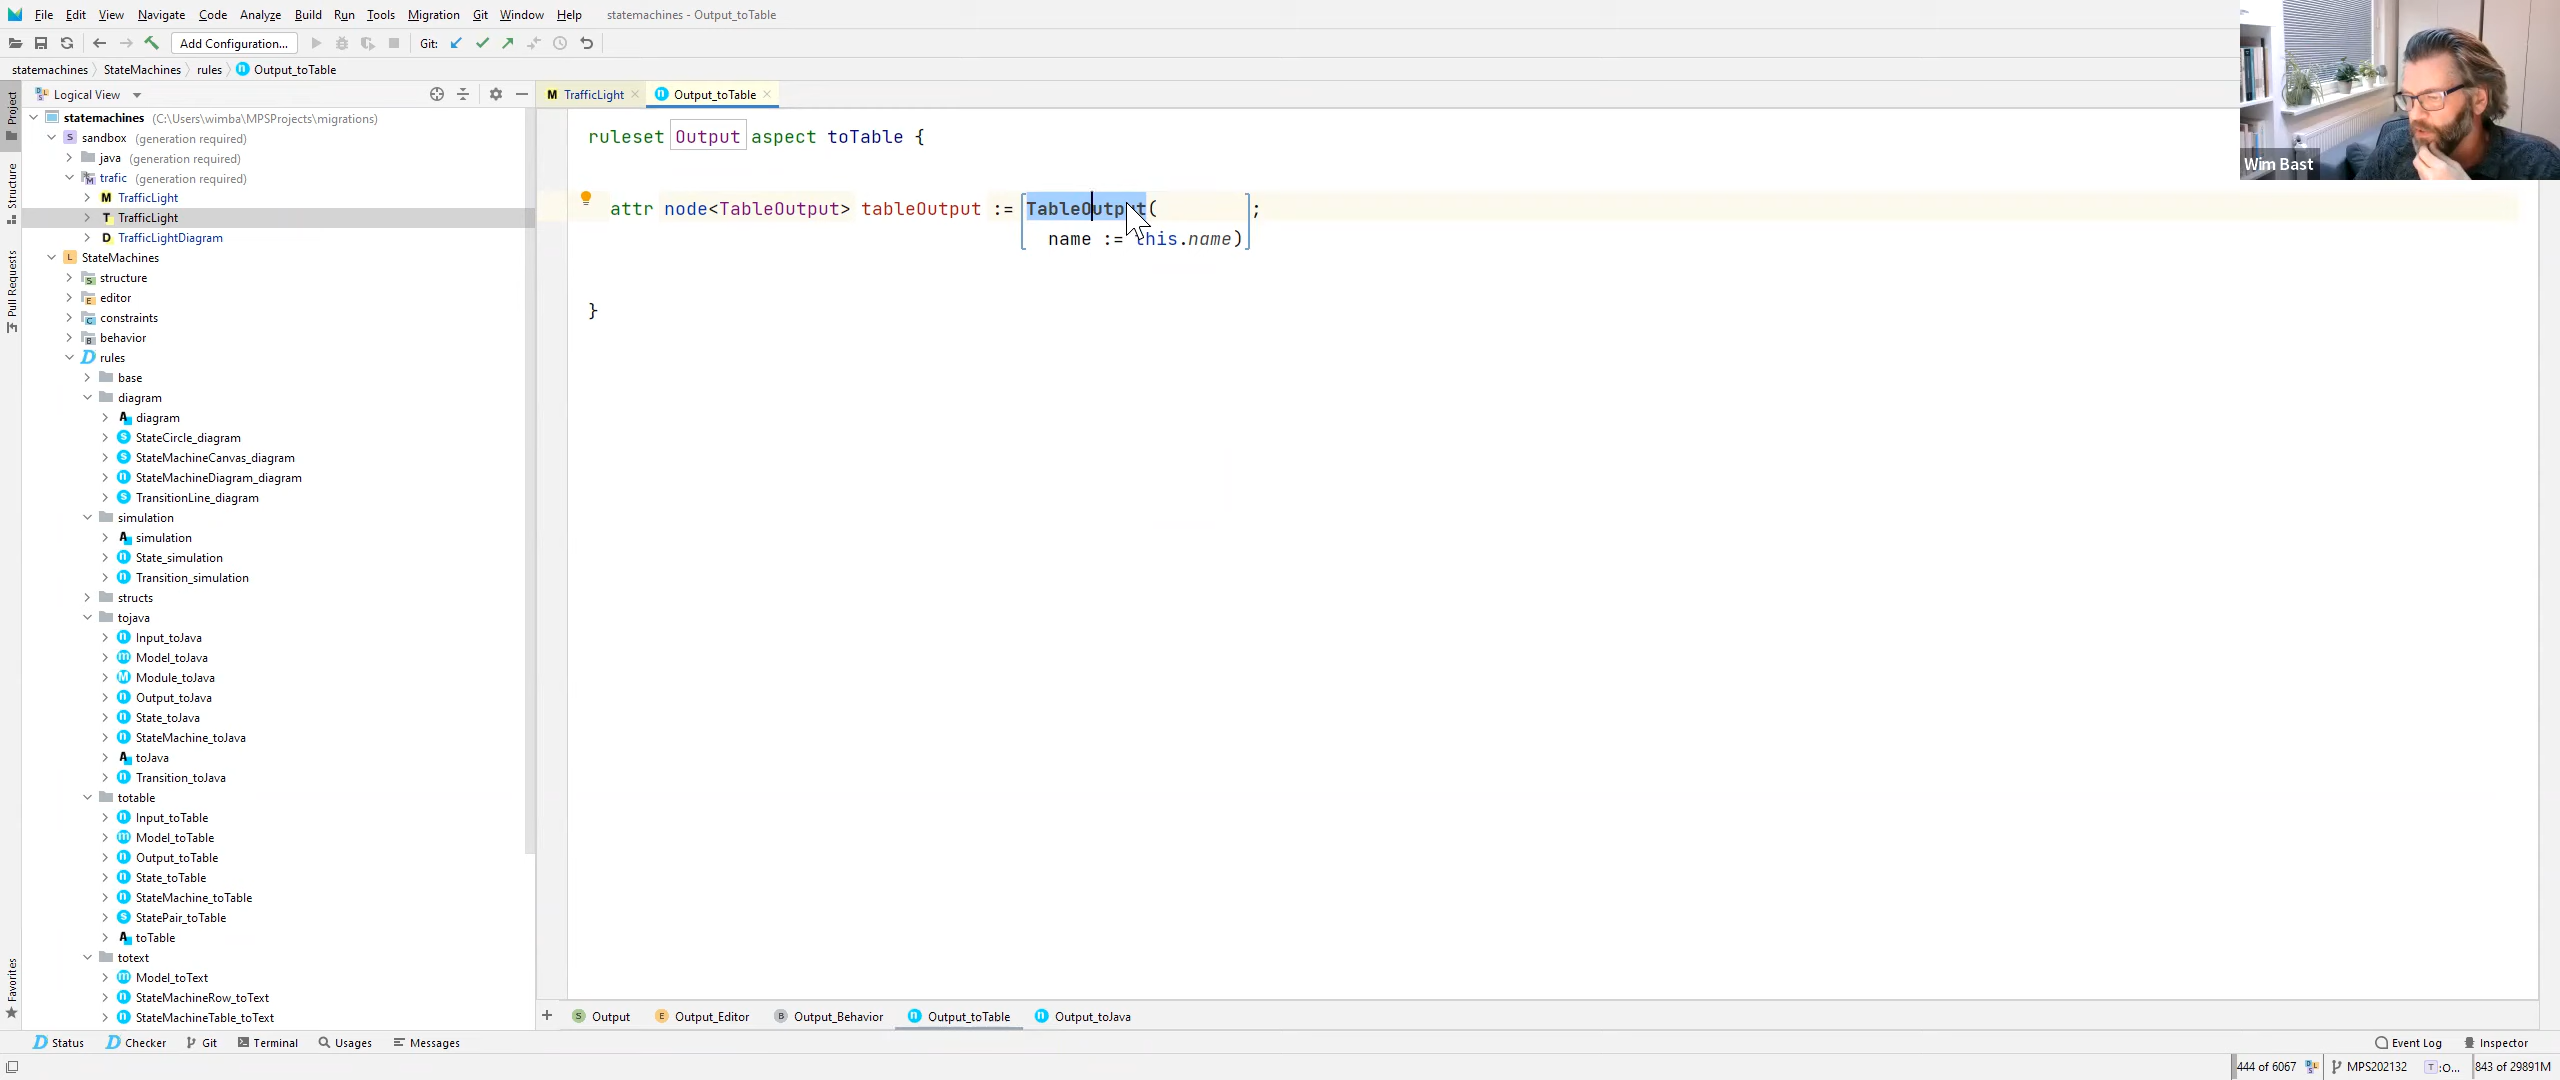 File Edit View Navigate Code Analyze Build Run Tools Migration Git Window Help statemachines - Output_toTable
Add Configuration... Git:
statemachines StateMachines rules Output_toTable
Project
Structure
Pull Requests
Favorites
Logical View
statemachines (C:\Users\wimba\MPSProjects\migrations)
sandbox (generation required)
java (generation required)
trafic (generation required)
M TrafficLight
T TrafficLight
D TrafficLightDiagram
L StateMachines
structure
editor
constraints
behavior
rules
base
diagram
diagram
StateCircle_diagram
StateMachineCanvas_diagram
StateMachineDiagram_diagram
TransitionLine_diagram
simulation
simulation
State_simulation
Transition_simulation
structs
tojava
Input_toJava
Model_toJava
Module_toJava
Output_toJava
State_toJava
StateMachine_toJava
toJava
Transition_toJava
totable
Input_toTable
Model_toTable
Output_toTable
State_toTable
StateMachine_toTable
StatePair_toTable
toTable
totext
Model_toText
StateMachineRow_toText
StateMachineTable_toText
M TrafficLight Output_toTable
ruleset Output aspect toTable {
attr node<TableOutput> tableOutput := TableOutput( ;
name := this.name)
}
Wim Bast
Output Output_Editor Output_Behavior Output_toTable Output_toJava
Status Checker Git Terminal Usages Messages Event Log Inspector
444 of 6067 MPS202132 T :O... 843 of 29891M